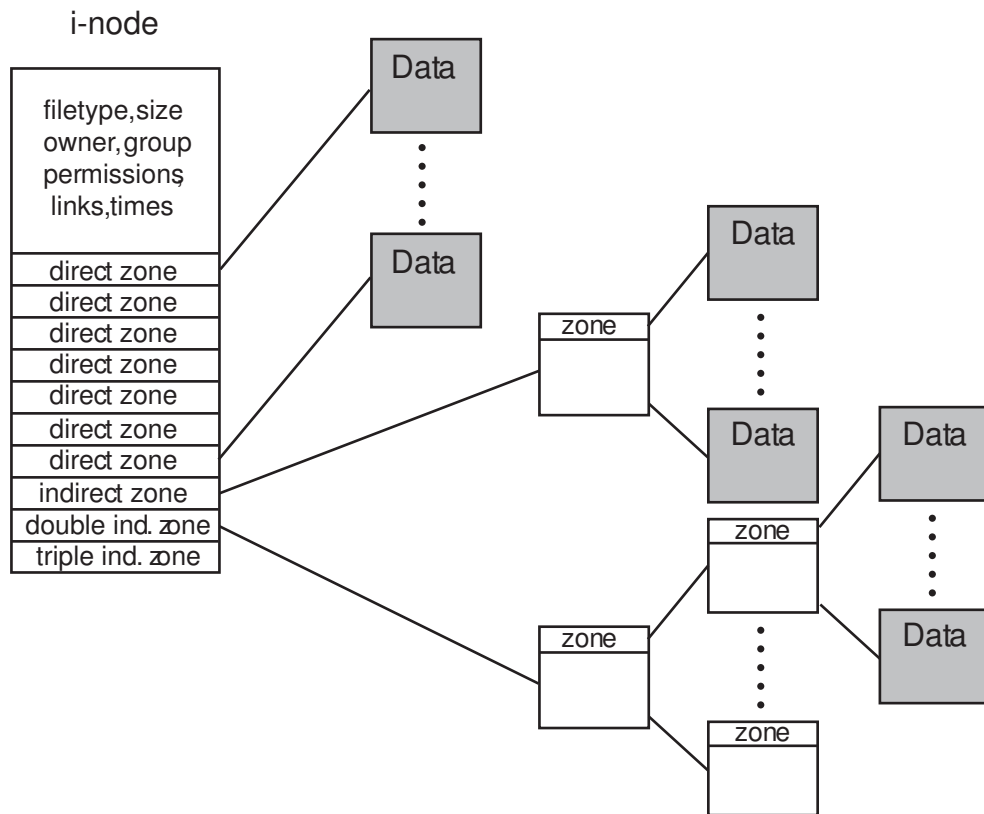 i-node
filetype,size
owner,group
permissions,
links,times
direct zone
direct zone
direct zone
direct zone
direct zone
direct zone
direct zone
indirect zone
double ind. zone
triple ind. zone
Data
Data
zone
Data
Data
zone
zone
zone
Data
Data